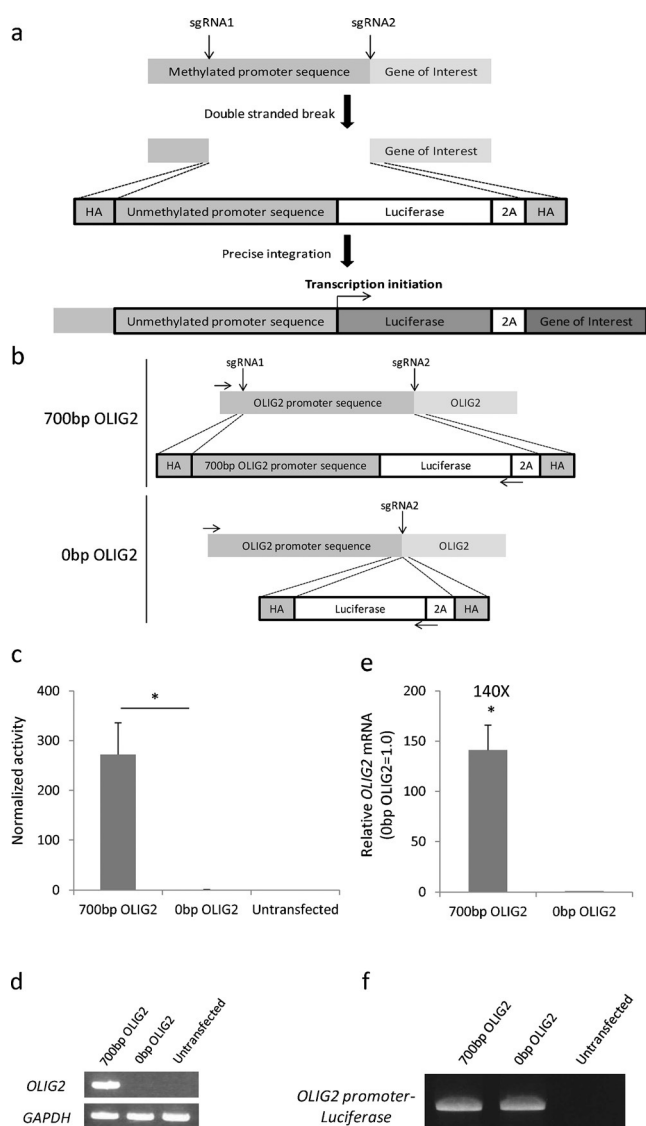 a
sgRNA1
sgRNA2
Methylated promoter sequence
Gene of Interest
Double stranded break
Gene of Interest
HA
Unmethylated promoter sequence
Luciferase
2A
HA
Precise integration
Transcription initiation
Unmethylated promoter sequence
Luciferase
2A
Gene of Interest
b
700bp OLIG2
sgRNA1
sgRNA2
OLIG2 promoter sequence
OLIG2
HA
700bp OLIG2 promoter sequence
Luciferase
2A
HA
0bp OLIG2
sgRNA2
OLIG2 promoter sequence
OLIG2
HA
Luciferase
2A
HA
c
Normalized activity
400
300
200
100
0
*
700bp OLIG2
0bp OLIG2
Untransfected
e
Relative OLIG2 mRNA
(0bp OLIG2=1.0)
200
150
100
50
0
140X
*
700bp OLIG2
0bp OLIG2
d
700bp OLIG2
0bp OLIG2
Untransfected
OLIG2
GAPDH
f
700bp OLIG2
0bp OLIG2
Untransfected
OLIG2 promoter-
Luciferase